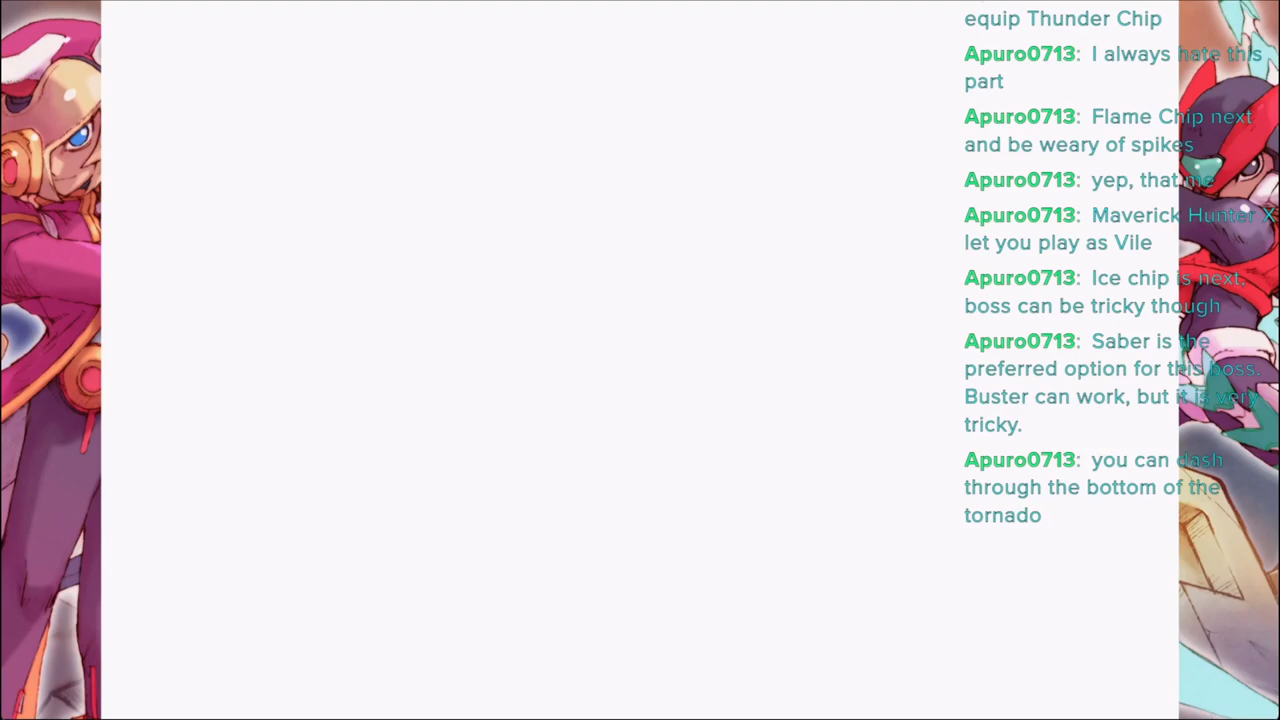 equip Thunder Chip
Apuro0713: I always hate this
part
Apuro0713: Flame Chip next
and be weary of spikes
Apuro0713: yep, that me
Apuro0713: Maverick Hunter X
let you play as Vile
Apuro0713: Ice chip is next,
boss can be tricky though
Apuro0713: Saber is the
preferred option for this boss.
Buster can work, but it is very
tricky.
Apuro0713: you can dash
through the bottom of the
tornado